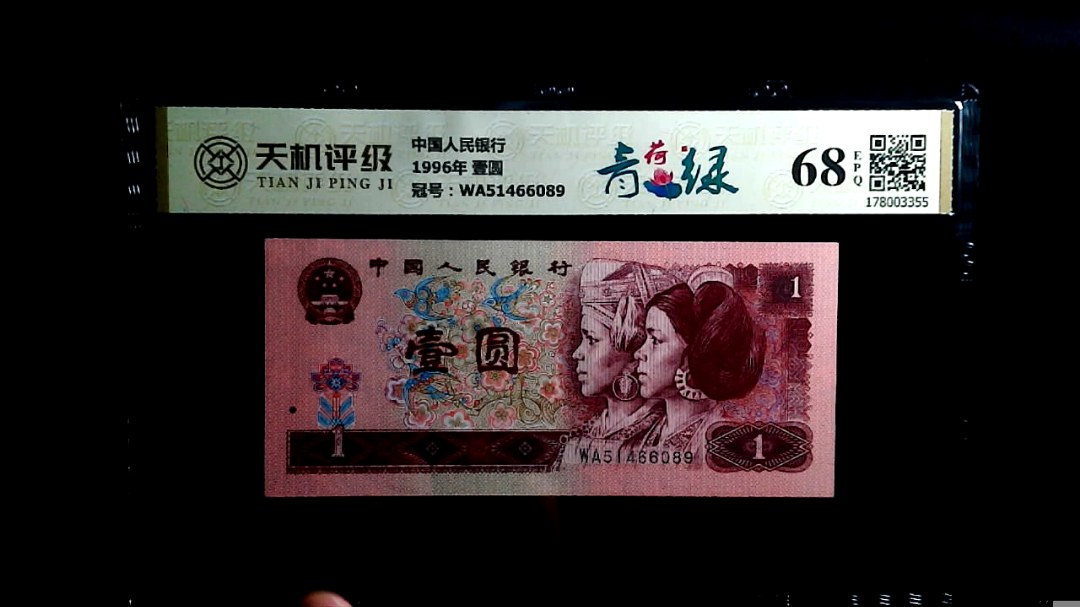 天机评级
TIAN JI PING JI
中国人民银行
1996年 壹圆
冠号：WA51466089
青荷绿
68
EPQ
178003355
中国人民银行
1
壹圆
1
WA51466089
1